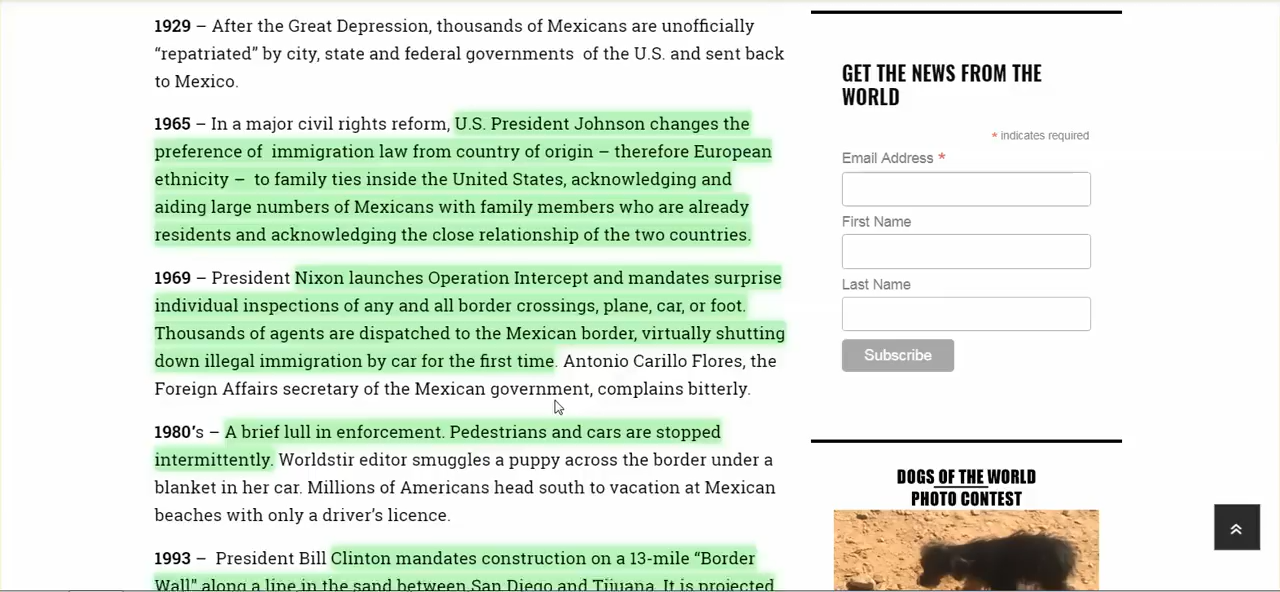 1929 – After the Great Depression, thousands of Mexicans are unofficially
“repatriated” by city, state and federal governments  of the U.S. and sent back
to Mexico.
1965 – In a major civil rights reform, U.S. President Johnson changes the
preference of  immigration law from country of origin – therefore European
ethnicity –  to family ties inside the United States, acknowledging and
aiding large numbers of Mexicans with family members who are already
residents and acknowledging the close relationship of the two countries.
1969 – President Nixon launches Operation Intercept and mandates surprise
individual inspections of any and all border crossings, plane, car, or foot.
Thousands of agents are dispatched to the Mexican border, virtually shutting
down illegal immigration by car for the first time. Antonio Carillo Flores, the
Foreign Affairs secretary of the Mexican government, complains bitterly.
1980’s – A brief lull in enforcement. Pedestrians and cars are stopped
intermittently. Worldstir editor smuggles a puppy across the border under a
blanket in her car. Millions of Americans head south to vacation at Mexican
beaches with only a driver’s licence.
1993 –  President Bill Clinton mandates construction on a 13-mile “Border
Wall” along a line in the sand between San Diego and Tijuana. It is projected
GET THE NEWS FROM THE
WORLD
* indicates required
Email Address *
First Name
Last Name
Subscribe
DOGS OF THE WORLD
PHOTO CONTEST